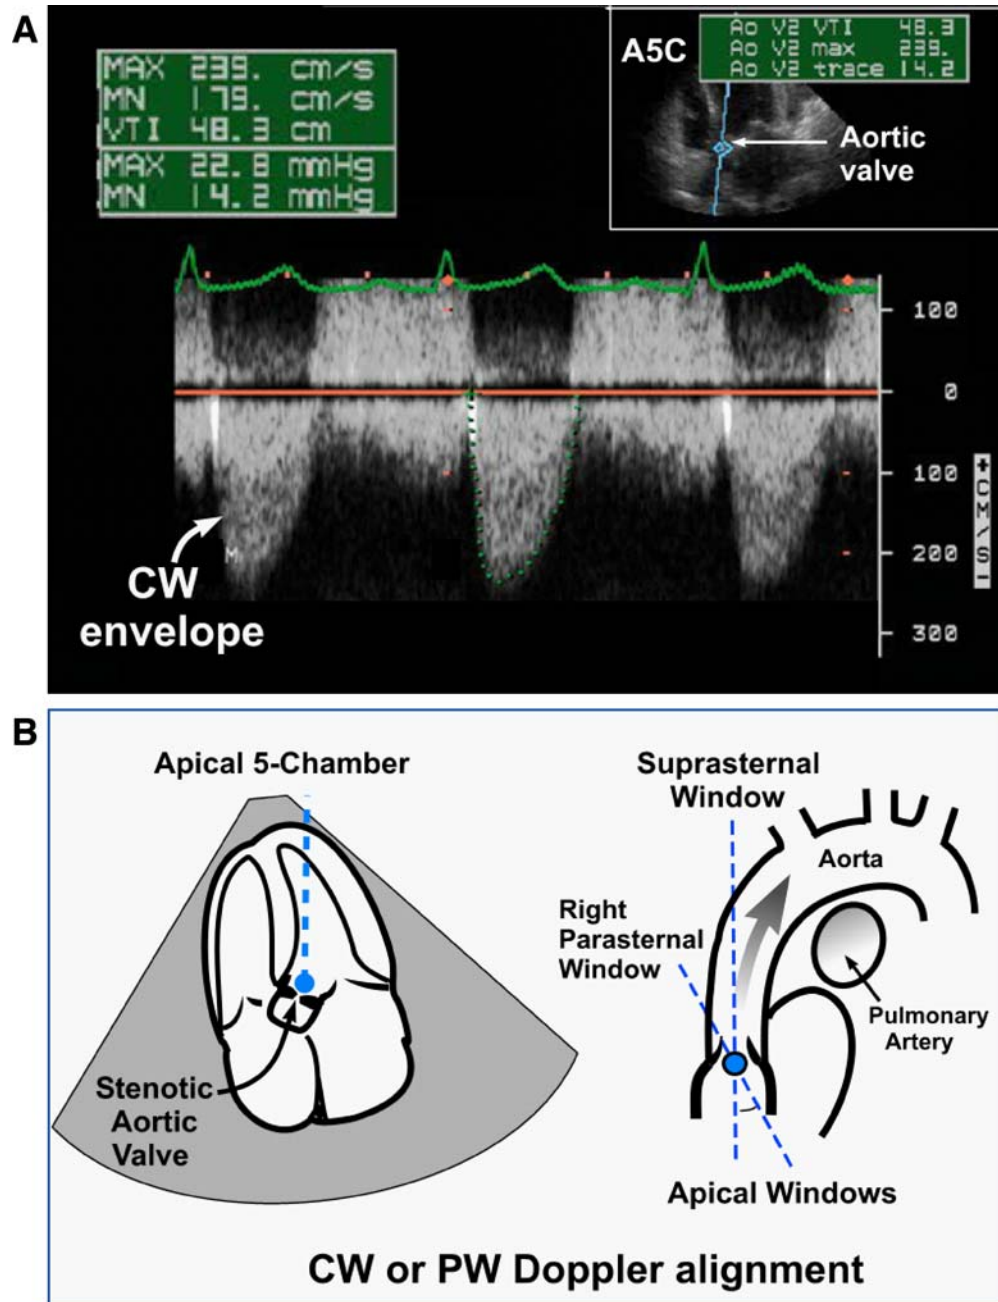 A
MAX 239. cm/s
MN 179. cm/s
VTI 48.3 cm
MAX 22.8 mmHg
MN 14.2 mmHg
A5C
Ao V2 VTI 48.3
Ao V2 max 239.
Ao V2 trace 14.2
Aortic
valve
100
0
100
200
300
+CM/S-
M
CW
envelope
B
Apical 5-Chamber
Stenotic
Aortic
Valve
Suprasternal
Window
Aorta
Right
Parasternal
Window
Pulmonary
Artery
Apical Windows
CW or PW Doppler alignment